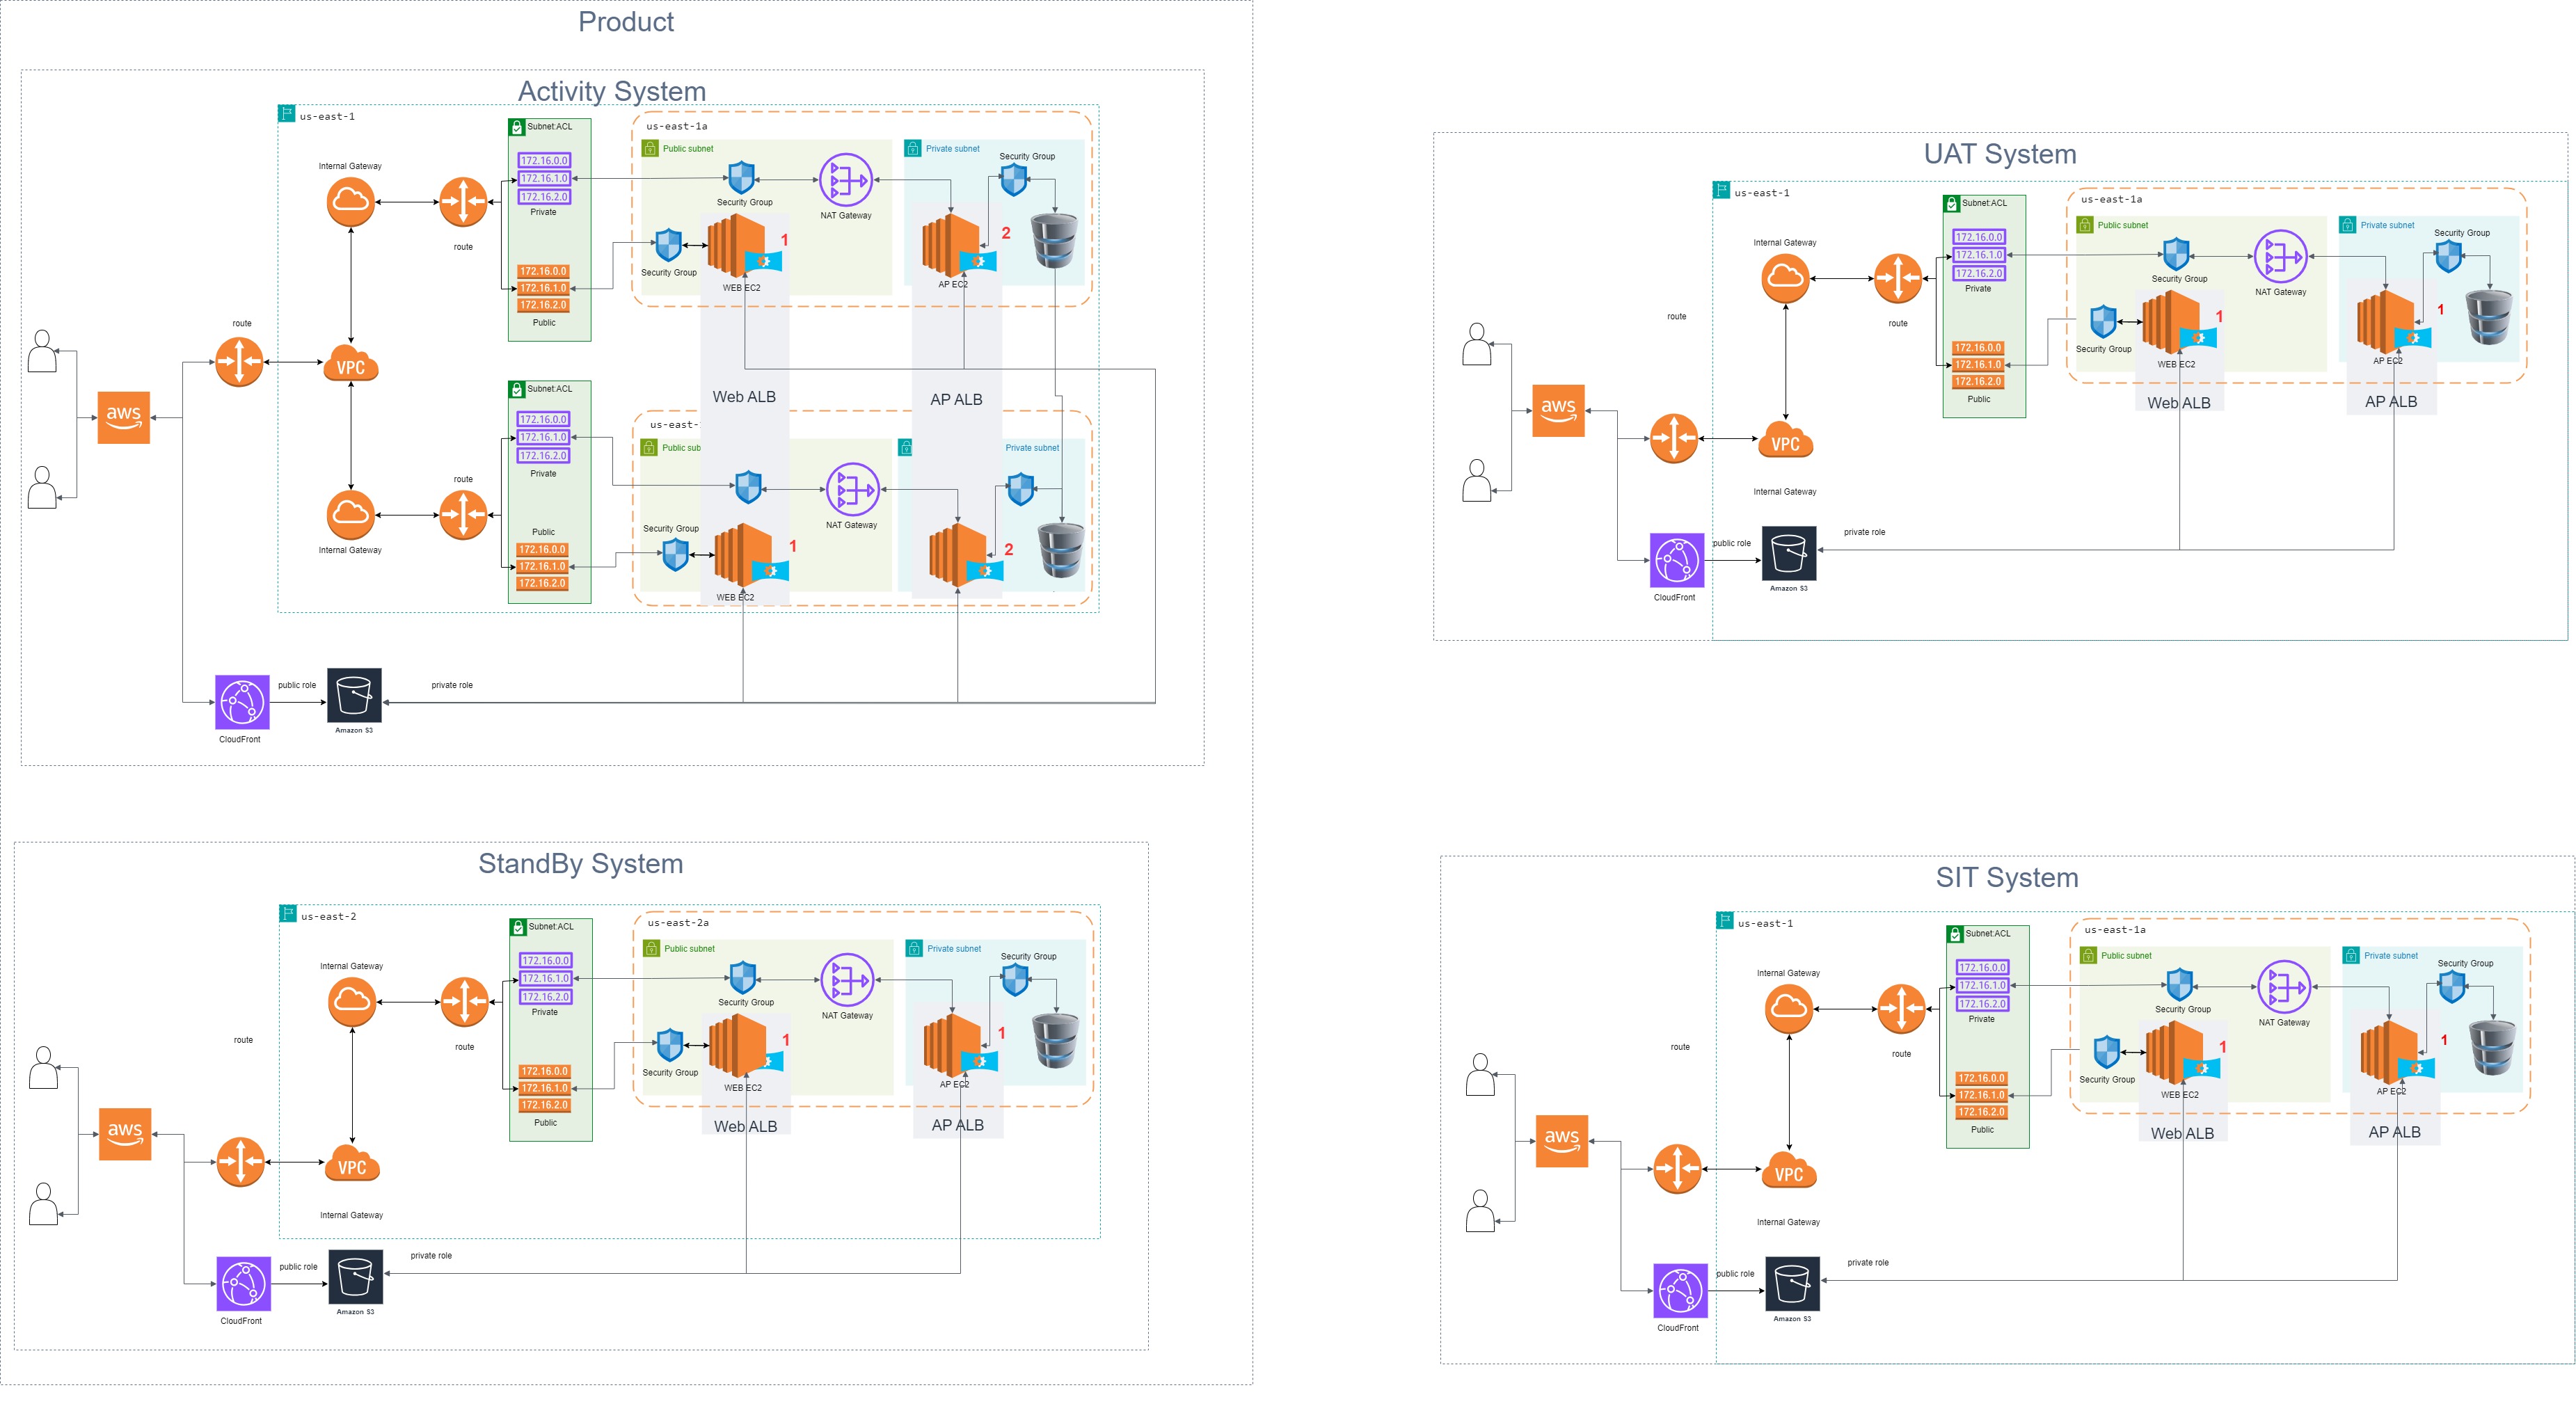 Product
Activity System
us-east-1
Internal Gateway
route
Subnet:ACL
172.16.0.0
172.16.1.0
172.16.2.0
Private
172.16.0.0
172.16.1.0
172.16.2.0
Public
us-east-1a
Public subnet
Security Group
NAT Gateway
Security Group
WEB EC2
1
Private subnet
Security Group
AP EC2
2
route
VPC
aws
Web ALB
AP ALB
Subnet:ACL
172.16.0.0
172.16.1.0
172.16.2.0
Private
Public
172.16.0.0
172.16.1.0
172.16.2.0
route
Internal Gateway
us-east-
Public sub
NAT Gateway
Security Group
WEB EC2
1
Private subnet
2
CloudFront
public role
Amazon S3
private role
StandBy System
us-east-2
Internal Gateway
route
Subnet:ACL
172.16.0.0
172.16.1.0
172.16.2.0
Private
172.16.0.0
172.16.1.0
172.16.2.0
Public
us-east-2a
Public subnet
Security Group
NAT Gateway
Security Group
WEB EC2
1
Private subnet
Security Group
AP EC2
1
Web ALB
AP ALB
route
aws
VPC
Internal Gateway
CloudFront
public role
Amazon S3
private role
UAT System
us-east-1
Internal Gateway
route
Subnet:ACL
172.16.0.0
172.16.1.0
172.16.2.0
Private
172.16.0.0
172.16.1.0
172.16.2.0
Public
us-east-1a
Public subnet
Security Group
NAT Gateway
Security Group
WEB EC2
1
Private subnet
Security Group
AP EC2
1
Web ALB
AP ALB
route
aws
VPC
Internal Gateway
CloudFront
public role
Amazon S3
private role
SIT System
us-east-1
Internal Gateway
route
Subnet:ACL
172.16.0.0
172.16.1.0
172.16.2.0
Private
172.16.0.0
172.16.1.0
172.16.2.0
Public
us-east-1a
Public subnet
Security Group
NAT Gateway
Security Group
WEB EC2
1
Private subnet
Security Group
AP EC2
1
Web ALB
AP ALB
route
aws
VPC
Internal Gateway
CloudFront
public role
Amazon S3
private role